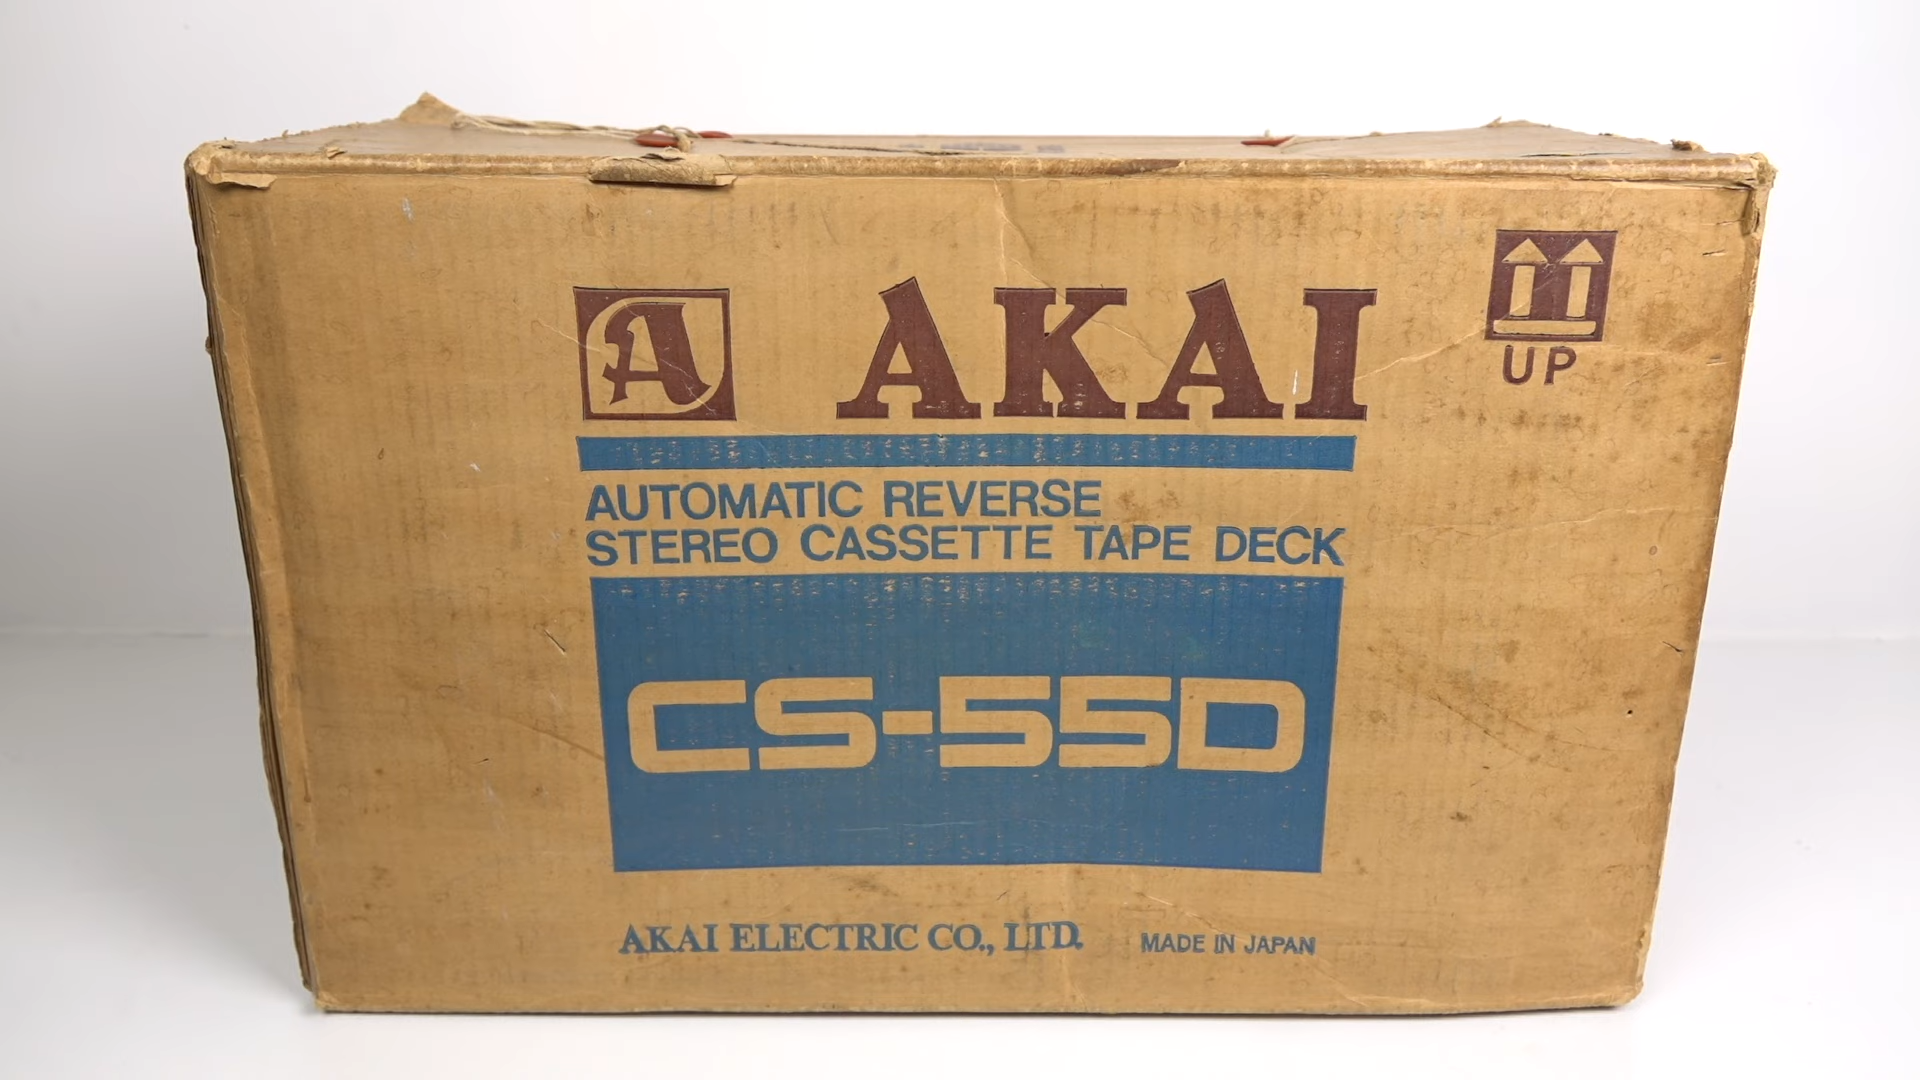 A AKAI
UP
AUTOMATIC REVERSE
STEREO CASSETTE TAPE DECK
CS-55D
AKAI ELECTRIC CO., LTD. MADE IN JAPAN